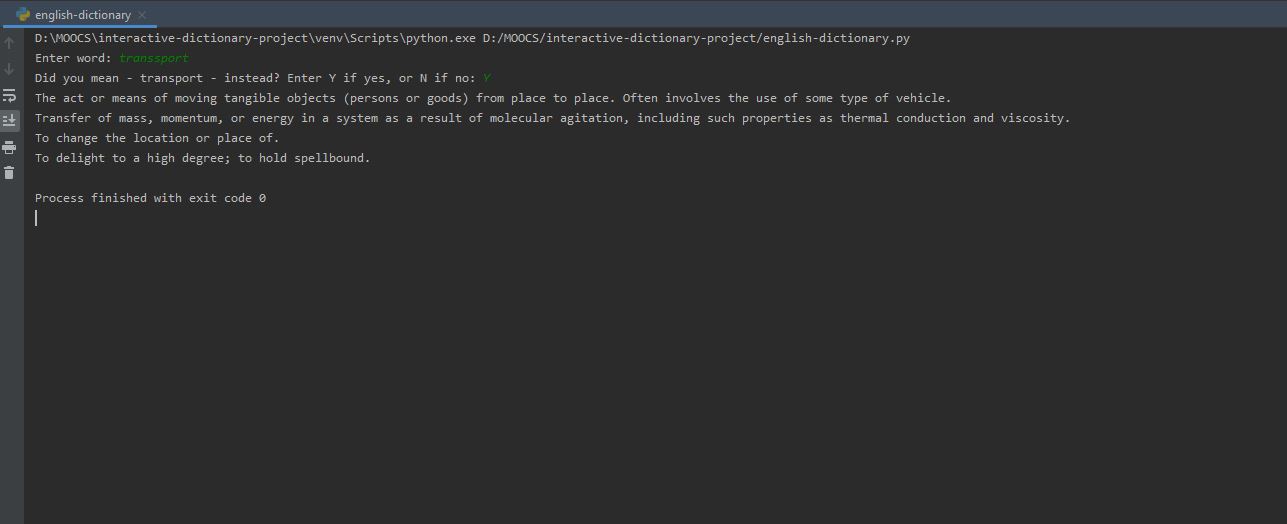 english-dictionary
D:\MOOCS\interactive-dictionary-project\venv\Scripts\python.exe D:/MOOCS/interactive-dictionary-project/english-dictionary.py
Enter word: transsport
Did you mean - transport - instead? Enter Y if yes, or N if no: Y
The act or means of moving tangible objects (persons or goods) from place to place. Often involves the use of some type of vehicle.
Transfer of mass, momentum, or energy in a system as a result of molecular agitation, including such properties as thermal conduction and viscosity.
To change the location or place of.
To delight to a high degree; to hold spellbound.
Process finished with exit code 0